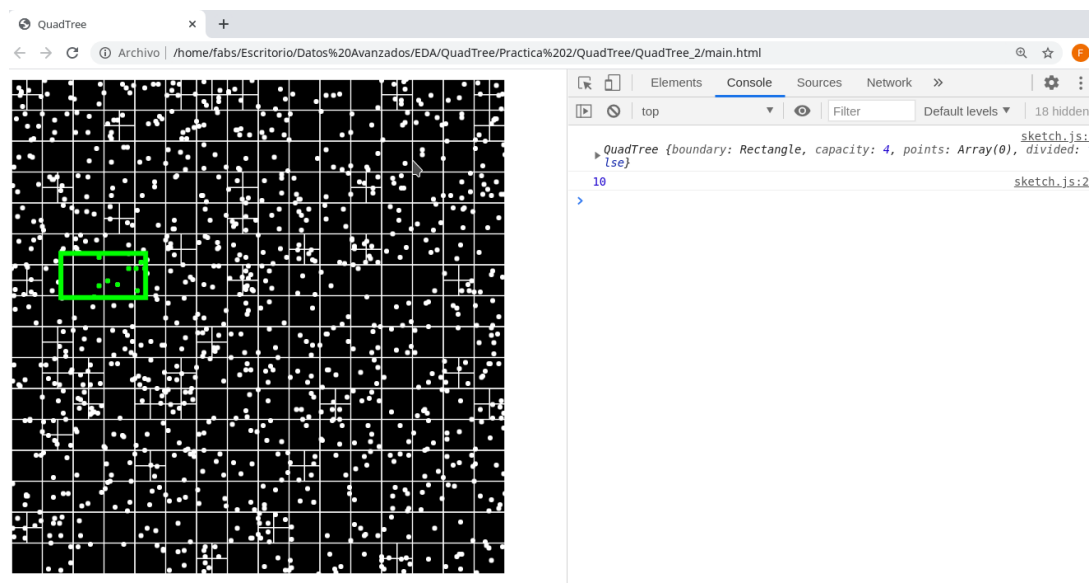 QuadTree
Archivo /home/fabs/Escritorio/Datos%20Avanzados/EDA/QuadTree/Practica%202/QuadTree/QuadTree_2/main.html
F
Elements Console Sources Network »
top Filter Default levels ▼ 18 hidden
sketch.js:
QuadTree {boundary: Rectangle, capacity: 4, points: Array(0), divided:
lse}
10 sketch.js:2